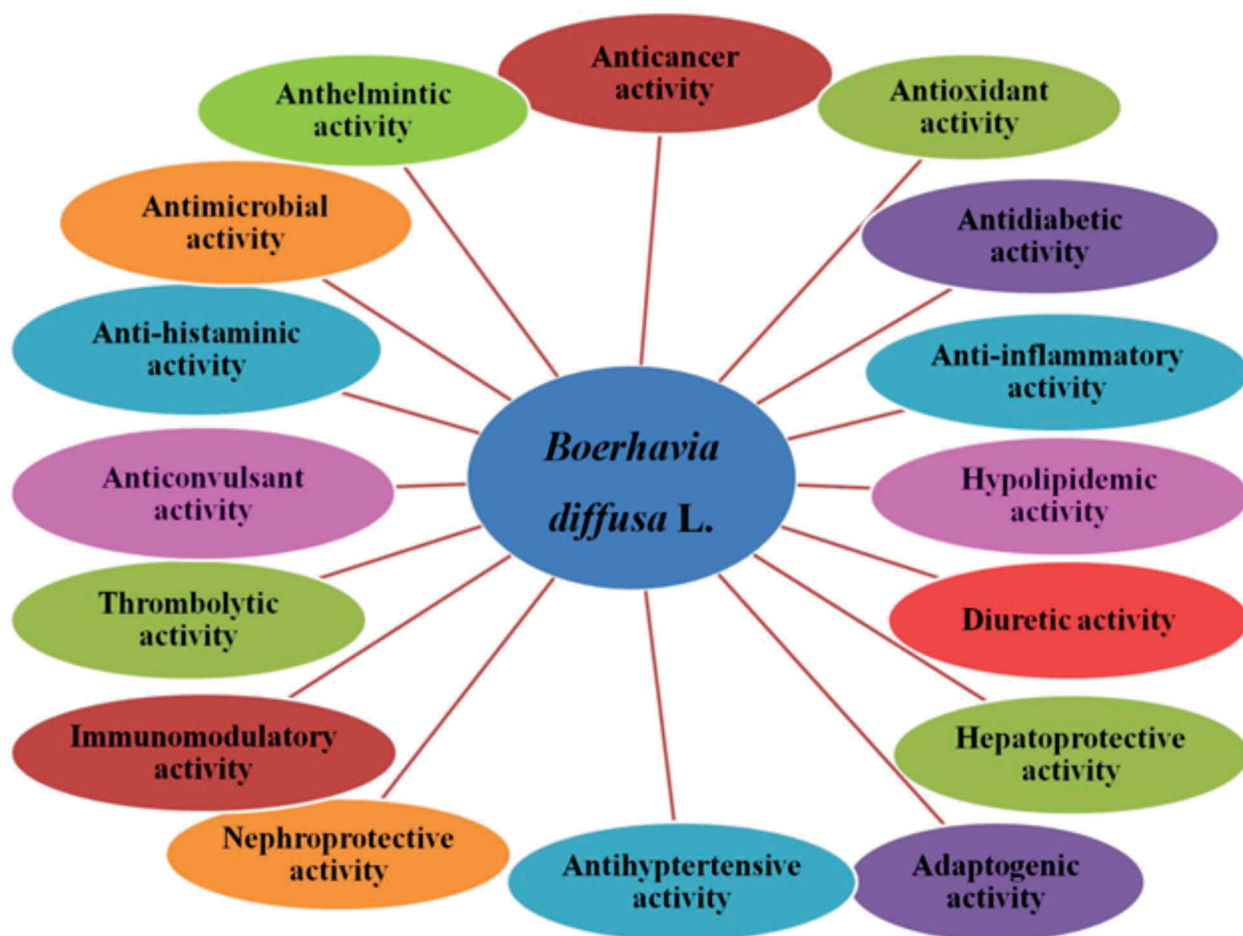 Anticancer
activity
Antioxidant
activity
Antidiabetic
activity
Anti-inflammatory
activity
Hypolipidemic
activity
Diuretic activity
Hepatoprotective
activity
Adaptogenic
activity
Antihyptertensive
activity
Nephroprotective
activity
Immunomodulatory
activity
Thrombolytic
activity
Anticonvulsant
activity
Anti-histaminic
activity
Antimicrobial
activity
Anthelmintic
activity
Boerhavia
diffusa L.